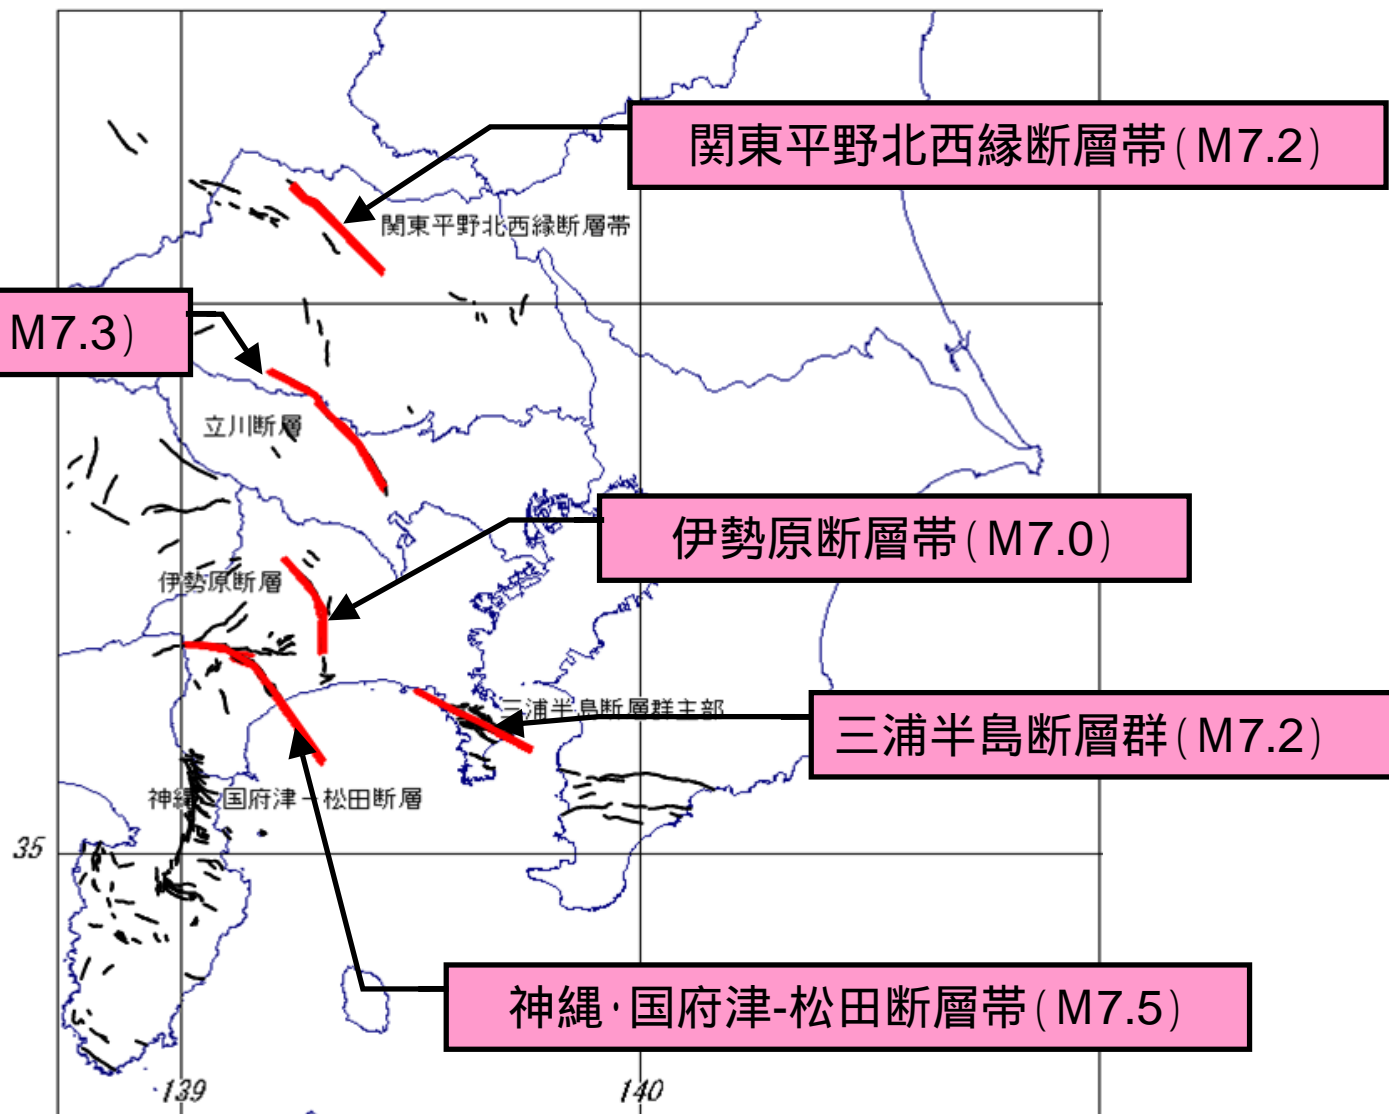 関東平野北西縁断層帯(M7.2)
関東平野北西縁断層帯
M7.3)
立川断層
伊勢原断層帯(M7.0)
伊勢原断層
三浦半島断層群主部
三浦半島断層群(M7.2)
神縄 国府津-松田断層
35
神縄・国府津-松田断層帯(M7.5)
139
140